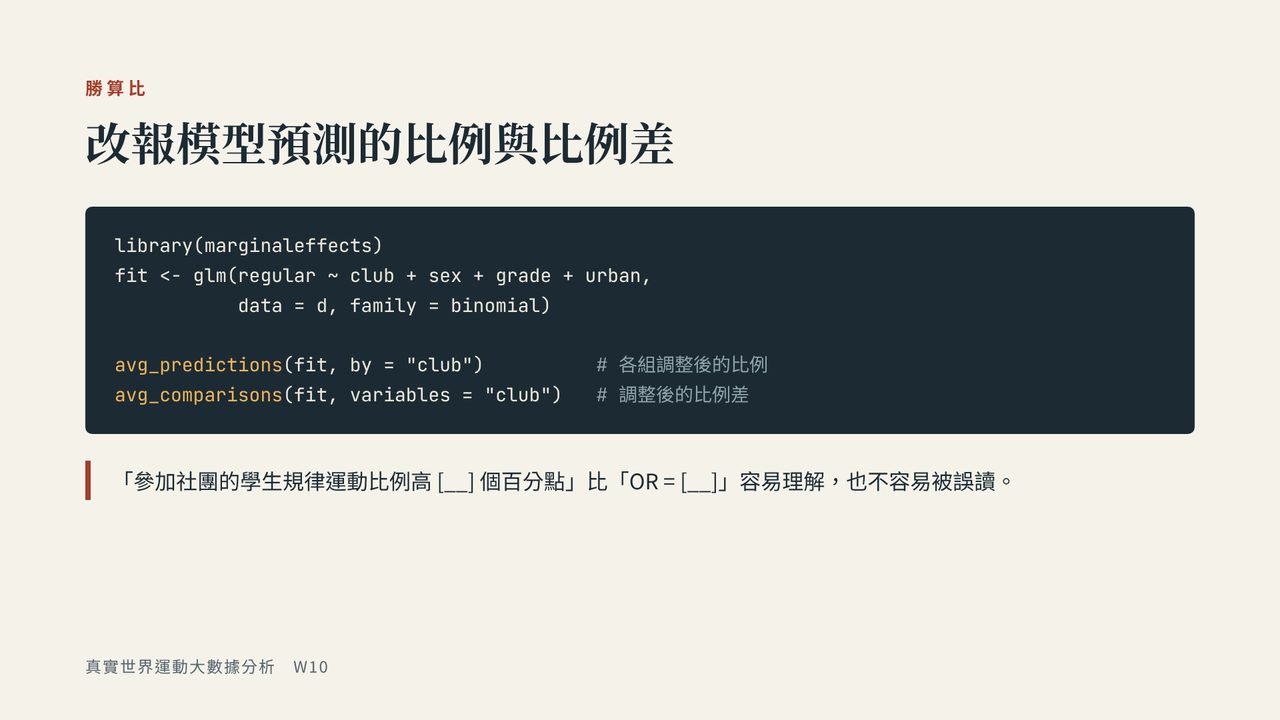 勝算比
改報模型預測的比例與比例差
library(marginaleffects)
fit <- glm(regular ~ club + sex + grade + urban,
           data = d, family = binomial)
avg_predictions(fit, by = "club")          # 各組調整後的比例
avg_comparisons(fit, variables = "club")   # 調整後的比例差
「參加社團的學生規律運動比例高 [__] 個百分點」比「OR = [__]」容易理解，也不容易被誤讀。
真實世界運動大數據分析　W10